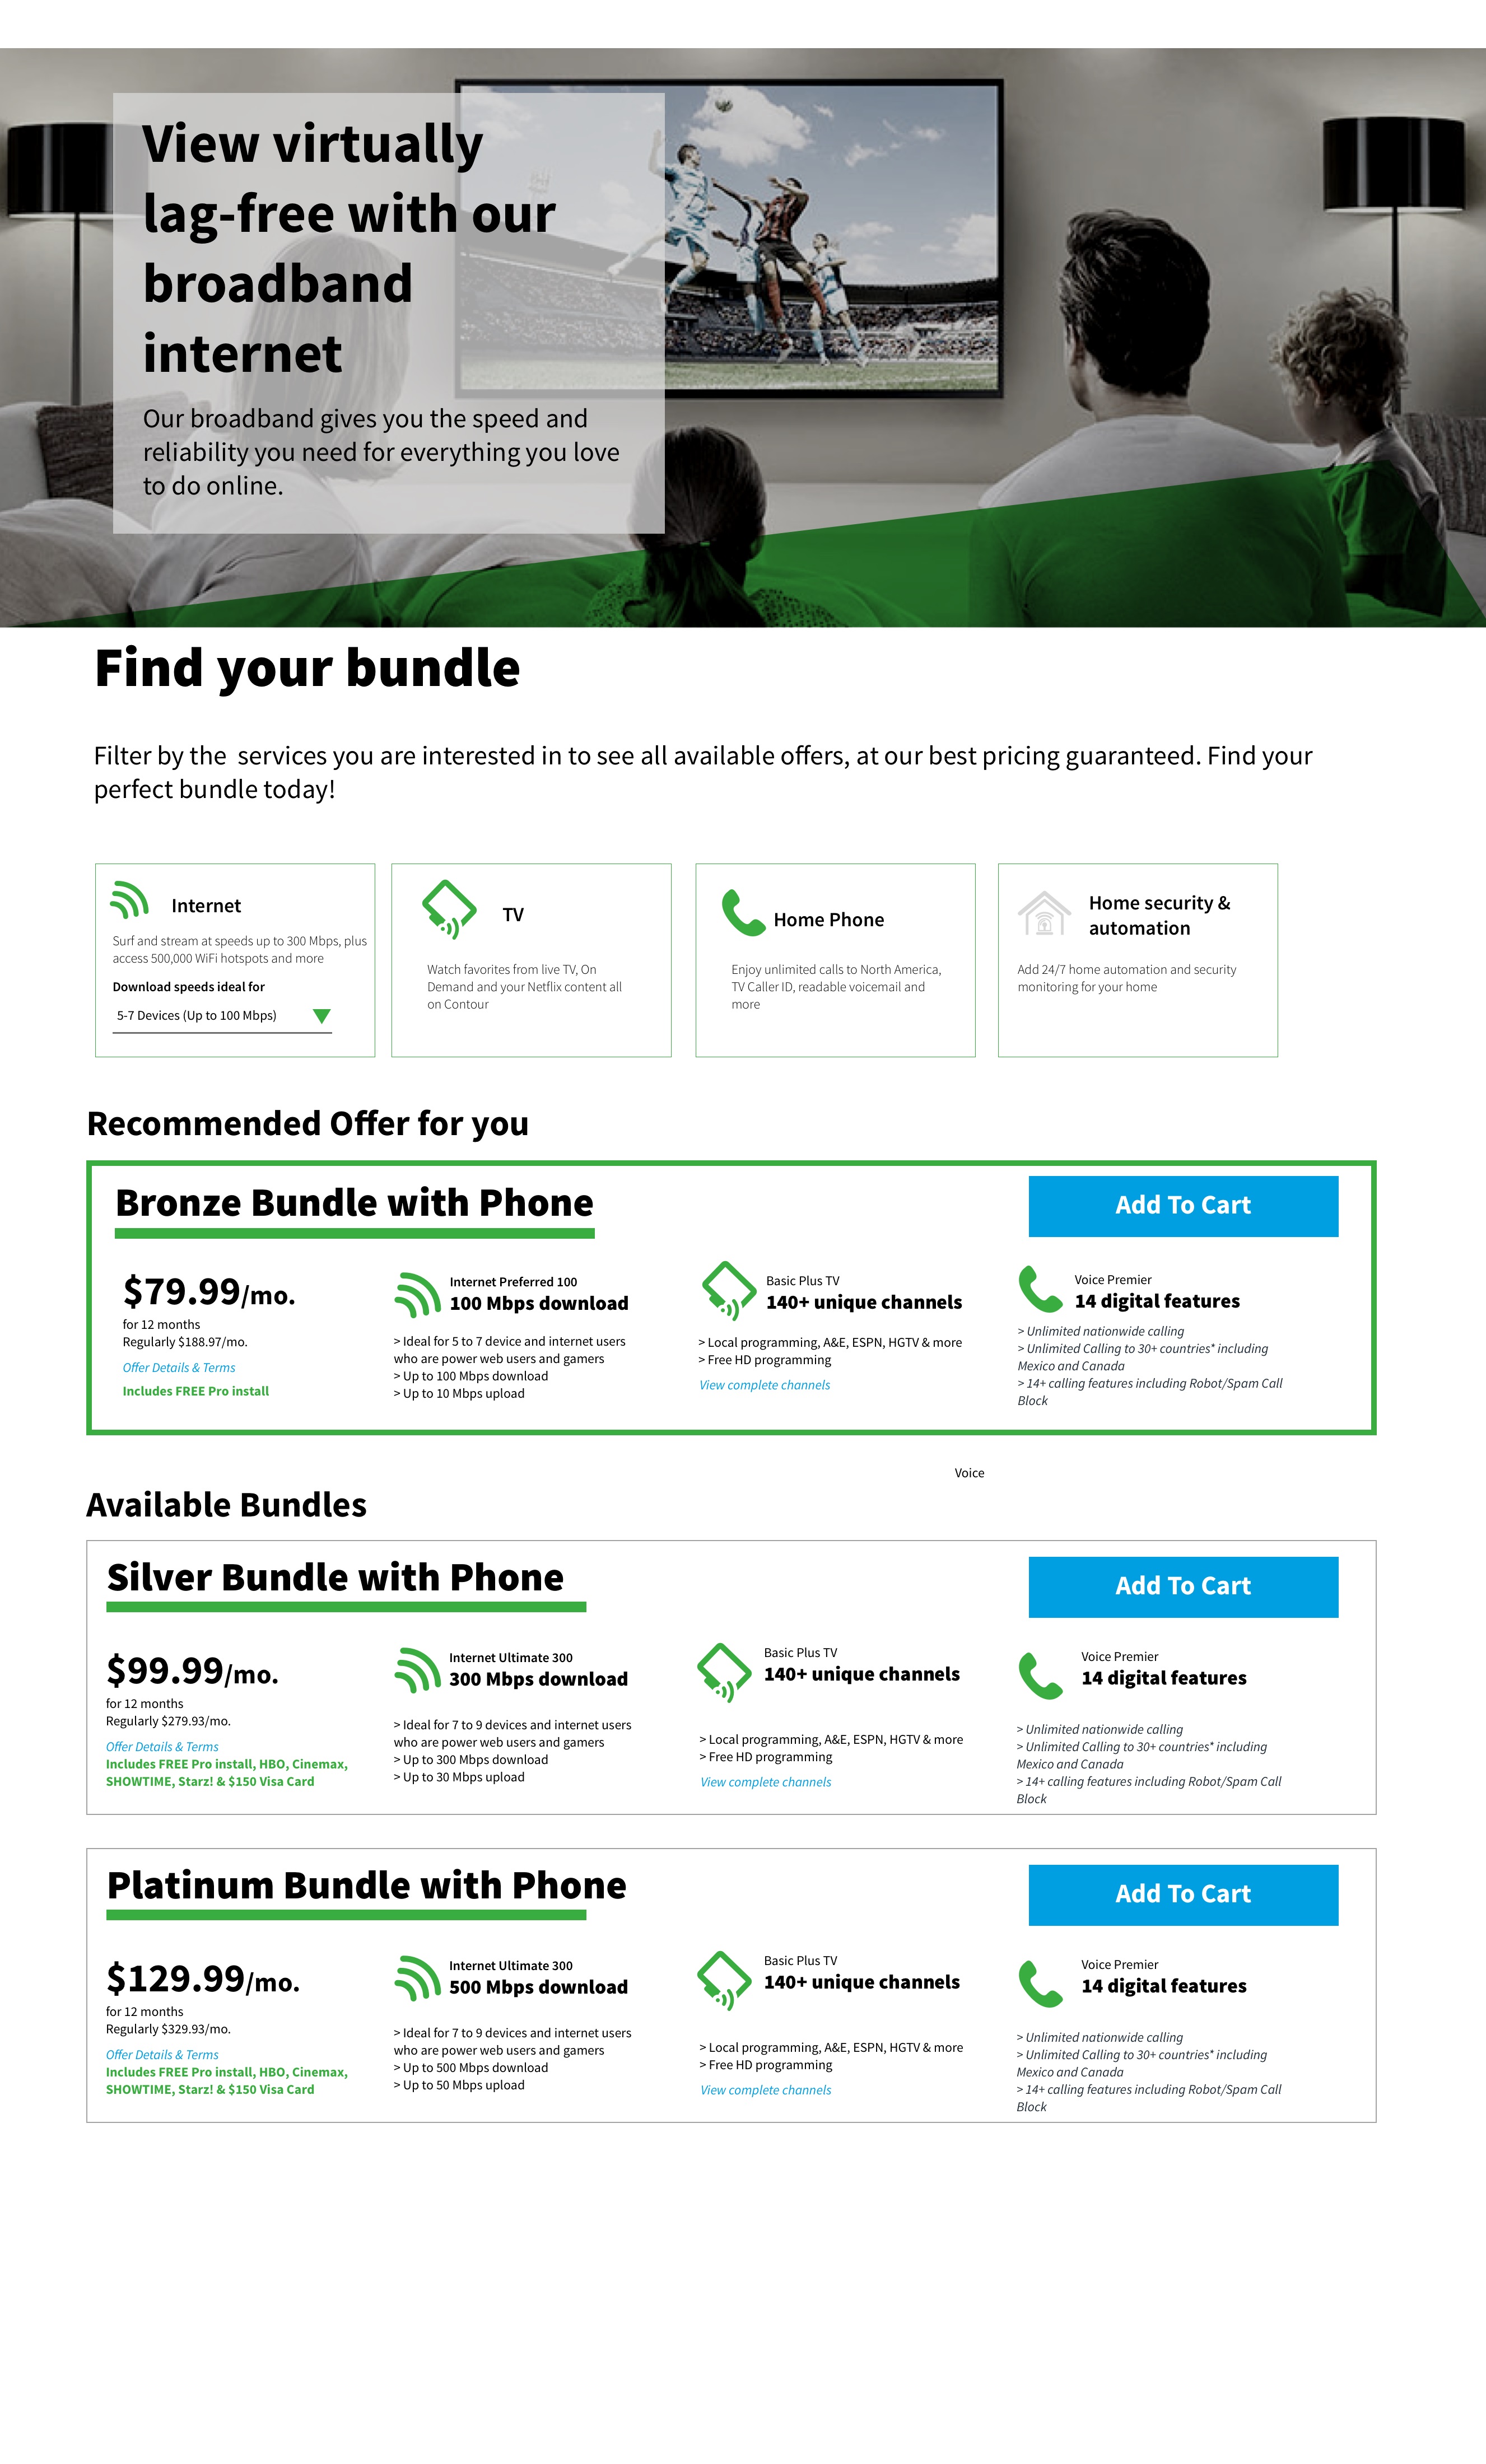 View virtually
lag-free with our
broadband
internet
Our broadband gives you the speed and
reliability you need for everything you love
to do online.
Find your bundle
Filter by the  services you are interested in to see all available offers, at our best pricing guaranteed. Find your
perfect bundle today!
Internet
Surf and stream at speeds up to 300 Mbps, plus
access 500,000 WiFi hotspots and more
Download speeds ideal for
5-7 Devices (Up to 100 Mbps)
TV
Watch favorites from live TV, On
Demand and your Netflix content all
on Contour
Home Phone
Enjoy unlimited calls to North America,
TV Caller ID, readable voicemail and
more
Home security &
automation
Add 24/7 home automation and security
monitoring for your home
Recommended Offer for you
Bronze Bundle with Phone
Add To Cart
$79.99/mo.
for 12 months
Regularly $188.97/mo.
Offer Details & Terms
Includes FREE Pro install
Internet Preferred 100
100 Mbps download
> Ideal for 5 to 7 device and internet users
who are power web users and gamers
> Up to 100 Mbps download
> Up to 10 Mbps upload
Basic Plus TV
140+ unique channels
> Local programming, A&E, ESPN, HGTV & more
> Free HD programming
View complete channels
Voice Premier
14 digital features
> Unlimited nationwide calling
> Unlimited Calling to 30+ countries* including
Mexico and Canada
> 14+ calling features including Robot/Spam Call
Block
Voice
Available Bundles
Silver Bundle with Phone
Add To Cart
$99.99/mo.
for 12 months
Regularly $279.93/mo.
Offer Details & Terms
Includes FREE Pro install, HBO, Cinemax,
SHOWTIME, Starz! & $150 Visa Card
Internet Ultimate 300
300 Mbps download
> Ideal for 7 to 9 devices and internet users
who are power web users and gamers
> Up to 300 Mbps download
> Up to 30 Mbps upload
Basic Plus TV
140+ unique channels
> Local programming, A&E, ESPN, HGTV & more
> Free HD programming
View complete channels
Voice Premier
14 digital features
> Unlimited nationwide calling
> Unlimited Calling to 30+ countries* including
Mexico and Canada
> 14+ calling features including Robot/Spam Call
Block
Platinum Bundle with Phone
Add To Cart
$129.99/mo.
for 12 months
Regularly $329.93/mo.
Offer Details & Terms
Includes FREE Pro install, HBO, Cinemax,
SHOWTIME, Starz! & $150 Visa Card
Internet Ultimate 300
500 Mbps download
> Ideal for 7 to 9 devices and internet users
who are power web users and gamers
> Up to 500 Mbps download
> Up to 50 Mbps upload
Basic Plus TV
140+ unique channels
> Local programming, A&E, ESPN, HGTV & more
> Free HD programming
View complete channels
Voice Premier
14 digital features
> Unlimited nationwide calling
> Unlimited Calling to 30+ countries* including
Mexico and Canada
> 14+ calling features including Robot/Spam Call
Block